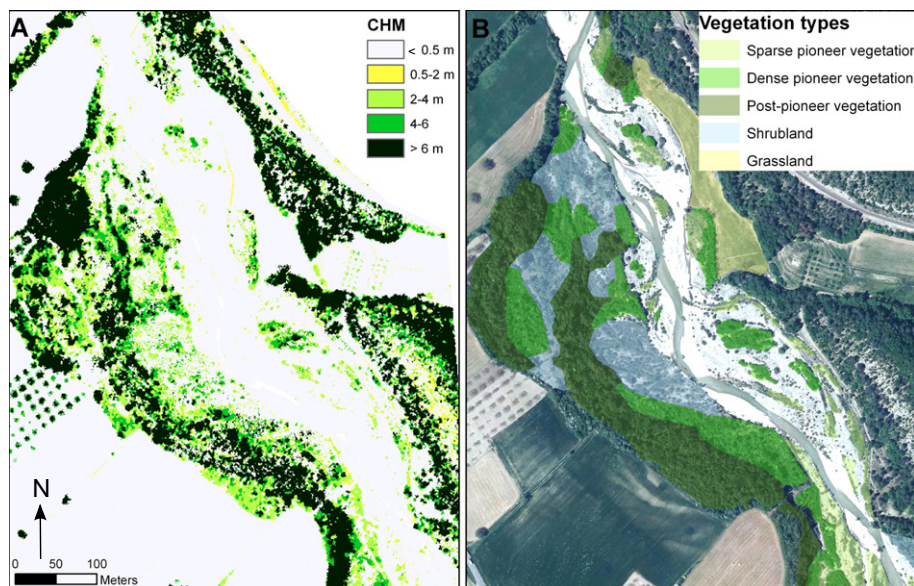 A
CHM
< 0.5 m
0.5-2 m
2-4 m
4-6
> 6 m
N
0 50 100
Meters
B
Vegetation types
Sparse pioneer vegetation
Dense pioneer vegetation
Post-pioneer vegetation
Shrubland
Grassland